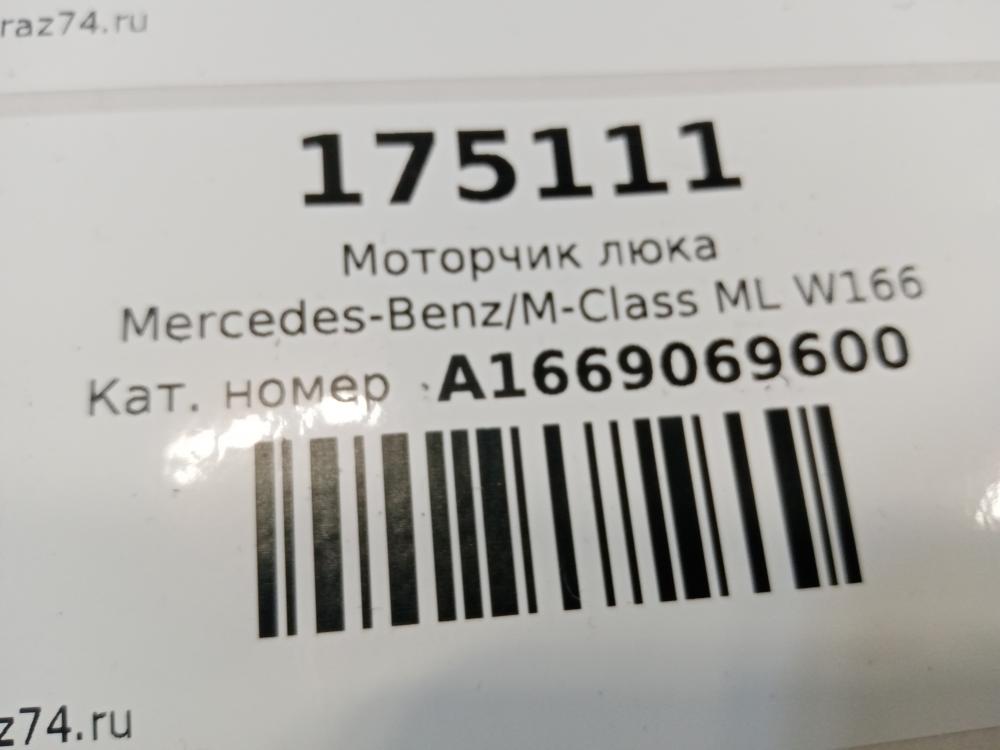 raz74.ru
175111
Моторчик люка
Mercedes-Benz/M-Class ML W166
Кат. номер :A1669069600
z74.ru